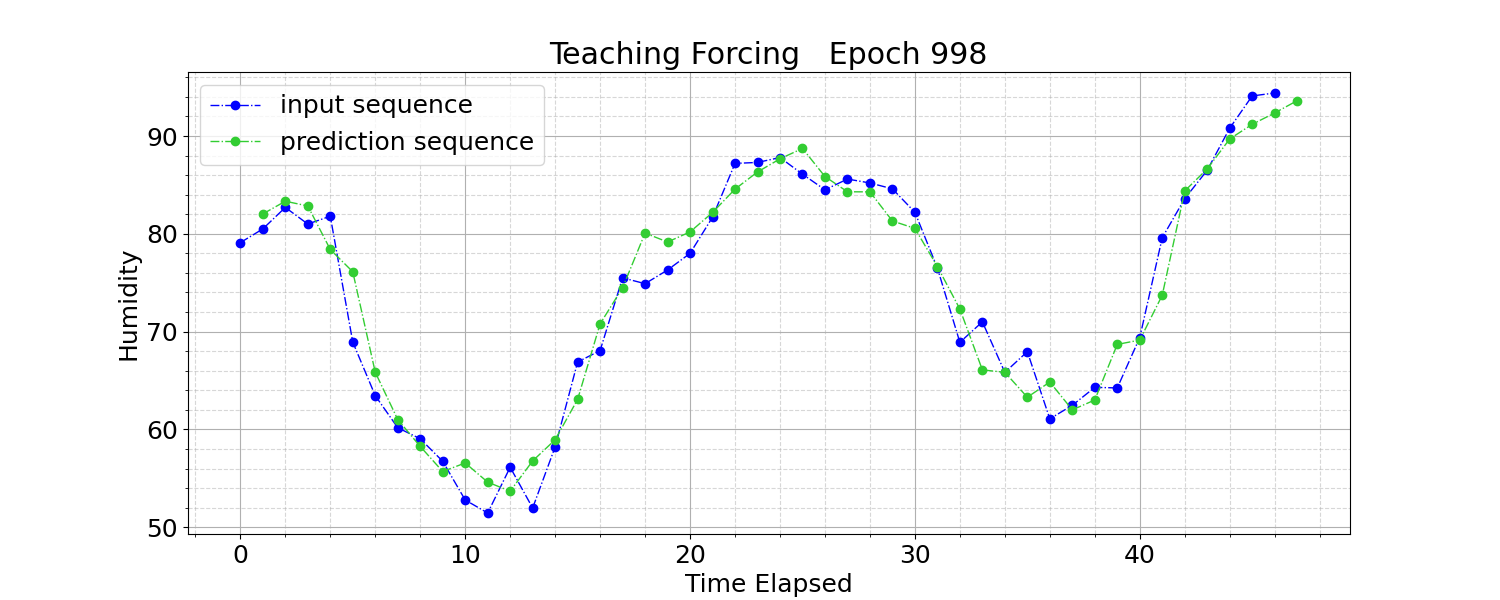 Teaching Forcing   Epoch 998
input sequence
prediction sequence
90
80
70
60
50
Humidity
0 10 20 30 40
Time Elapsed